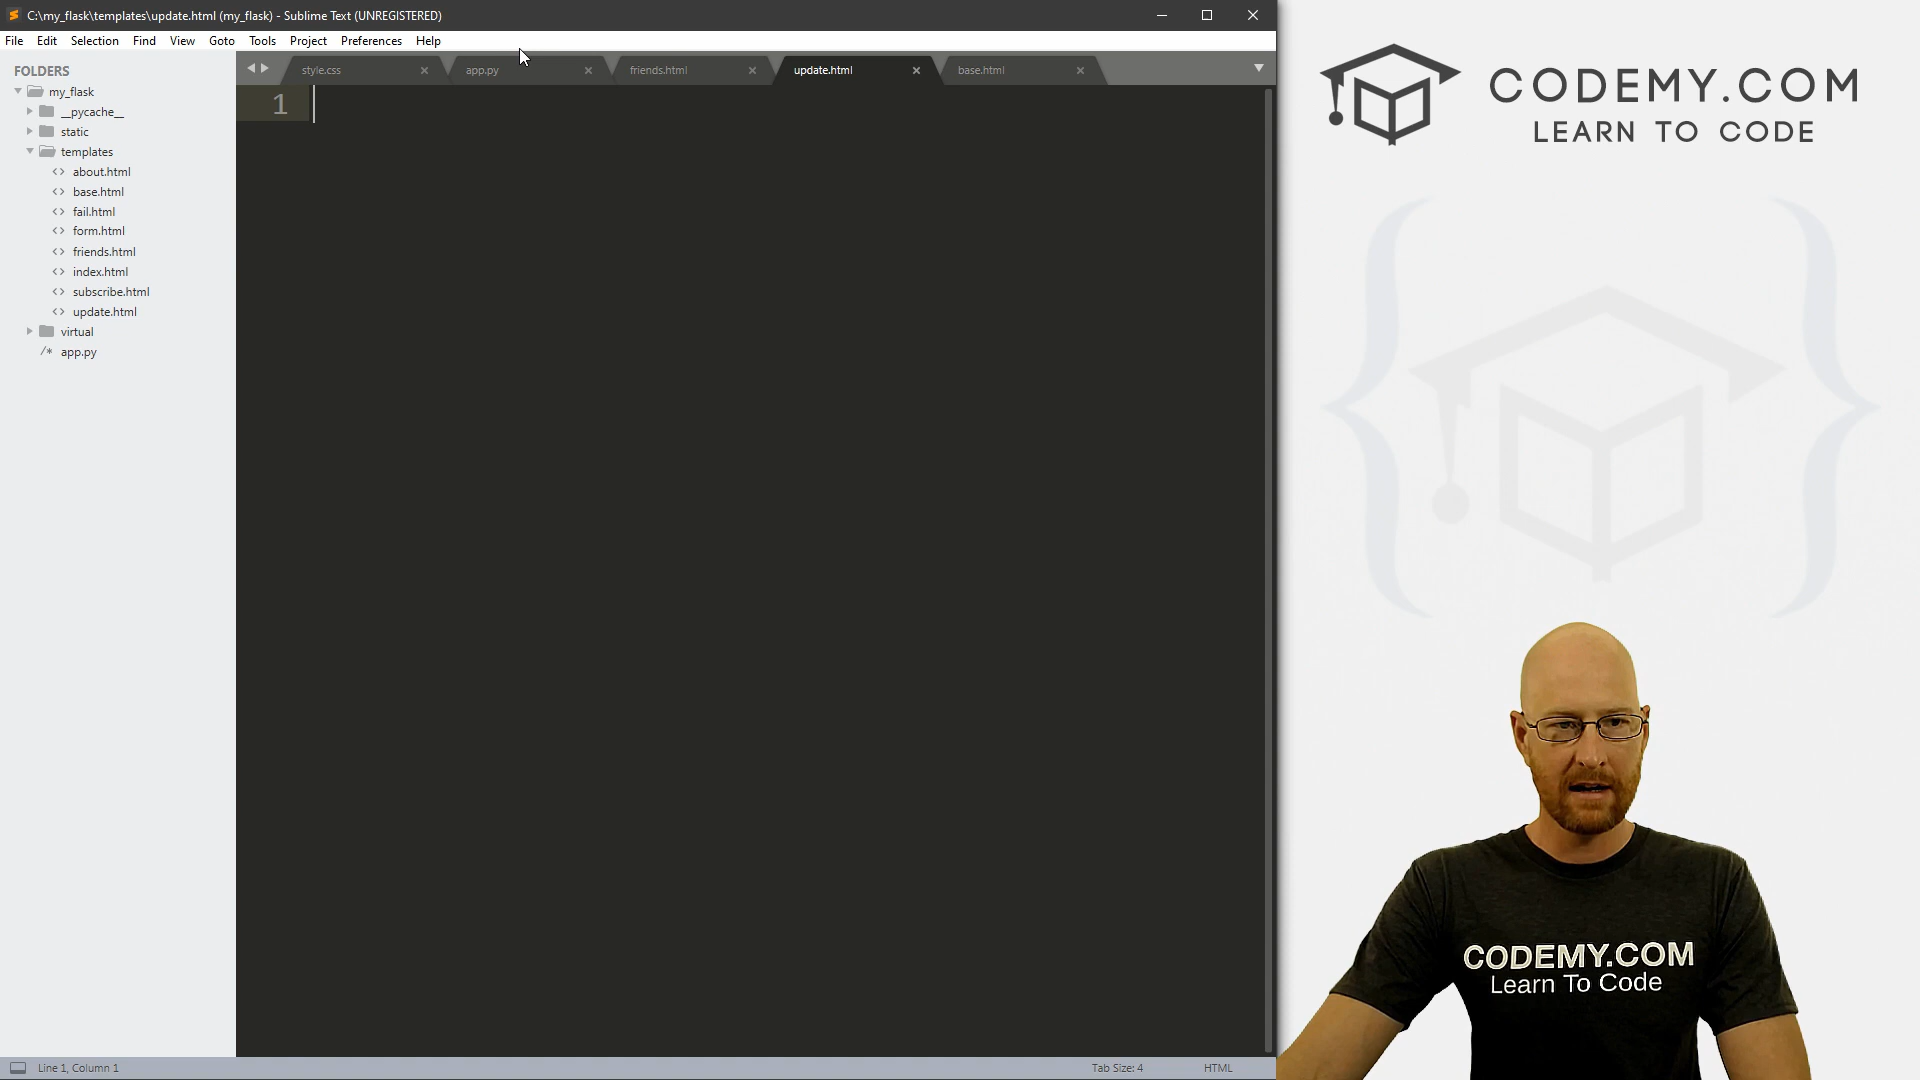 C:\my_flask\templates\update.html (my_flask) - Sublime Text (UNREGISTERED)
File Edit Selection Find View Goto Tools Project Preferences Help
FOLDERS
my_flask
__pycache__
static
templates
about.html
base.html
fail.html
form.html
friends.html
index.html
subscribe.html
update.html
virtual
/* app.py
style.css app.py friends.html update.html base.html
1
Line 1, Column 1
Tab Size: 4
HTML
CODEMY.COM
LEARN TO CODE
CODEMY.COM
Learn To Code